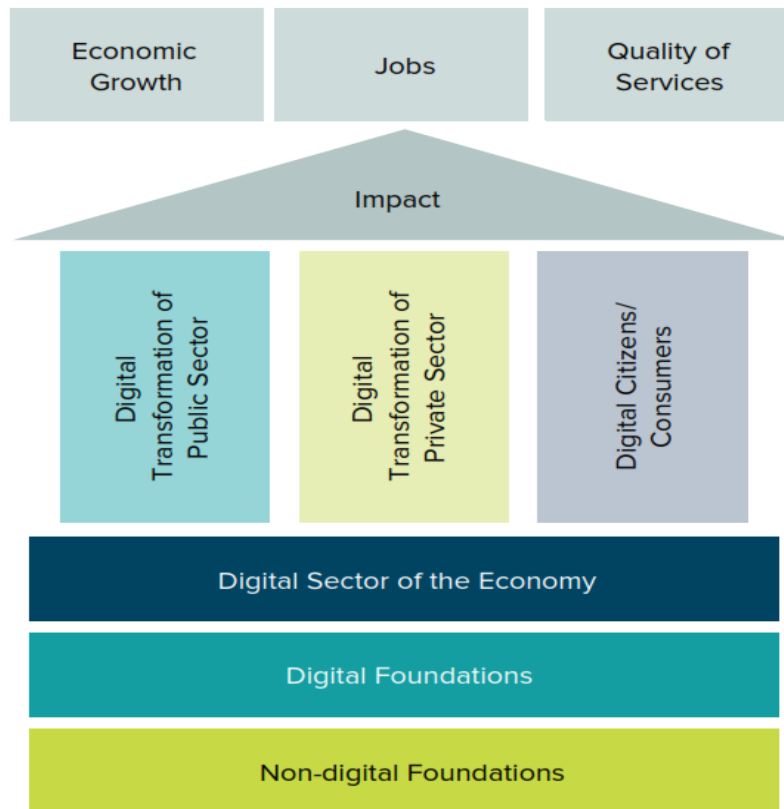 Economic
Growth
Jobs
Quality of
Services
Impact
Digital
Transformation of
Public Sector
Digital
Transformation of
Private Sector
Digital Citizens/
Consumers
Digital Sector of the Economy
Digital Foundations
Non-digital Foundations